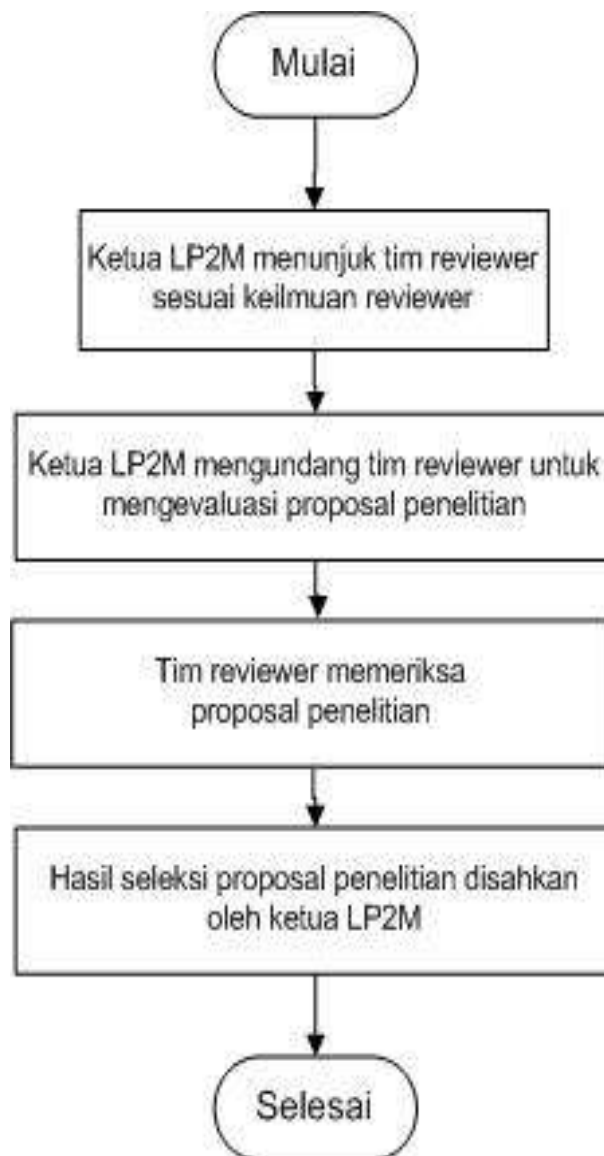 Mulai
Ketua LP2M menunjuk tim reviewer
sesuai keilmuan reviewer
Ketua LP2M mengundang tim reviewer untuk
mengevaluasi proposal penelitian
Tim reviewer memeriksa
proposal penelitian
Hasil seleksi proposal penelitian disahkan
oleh ketua LP2M
Selesai